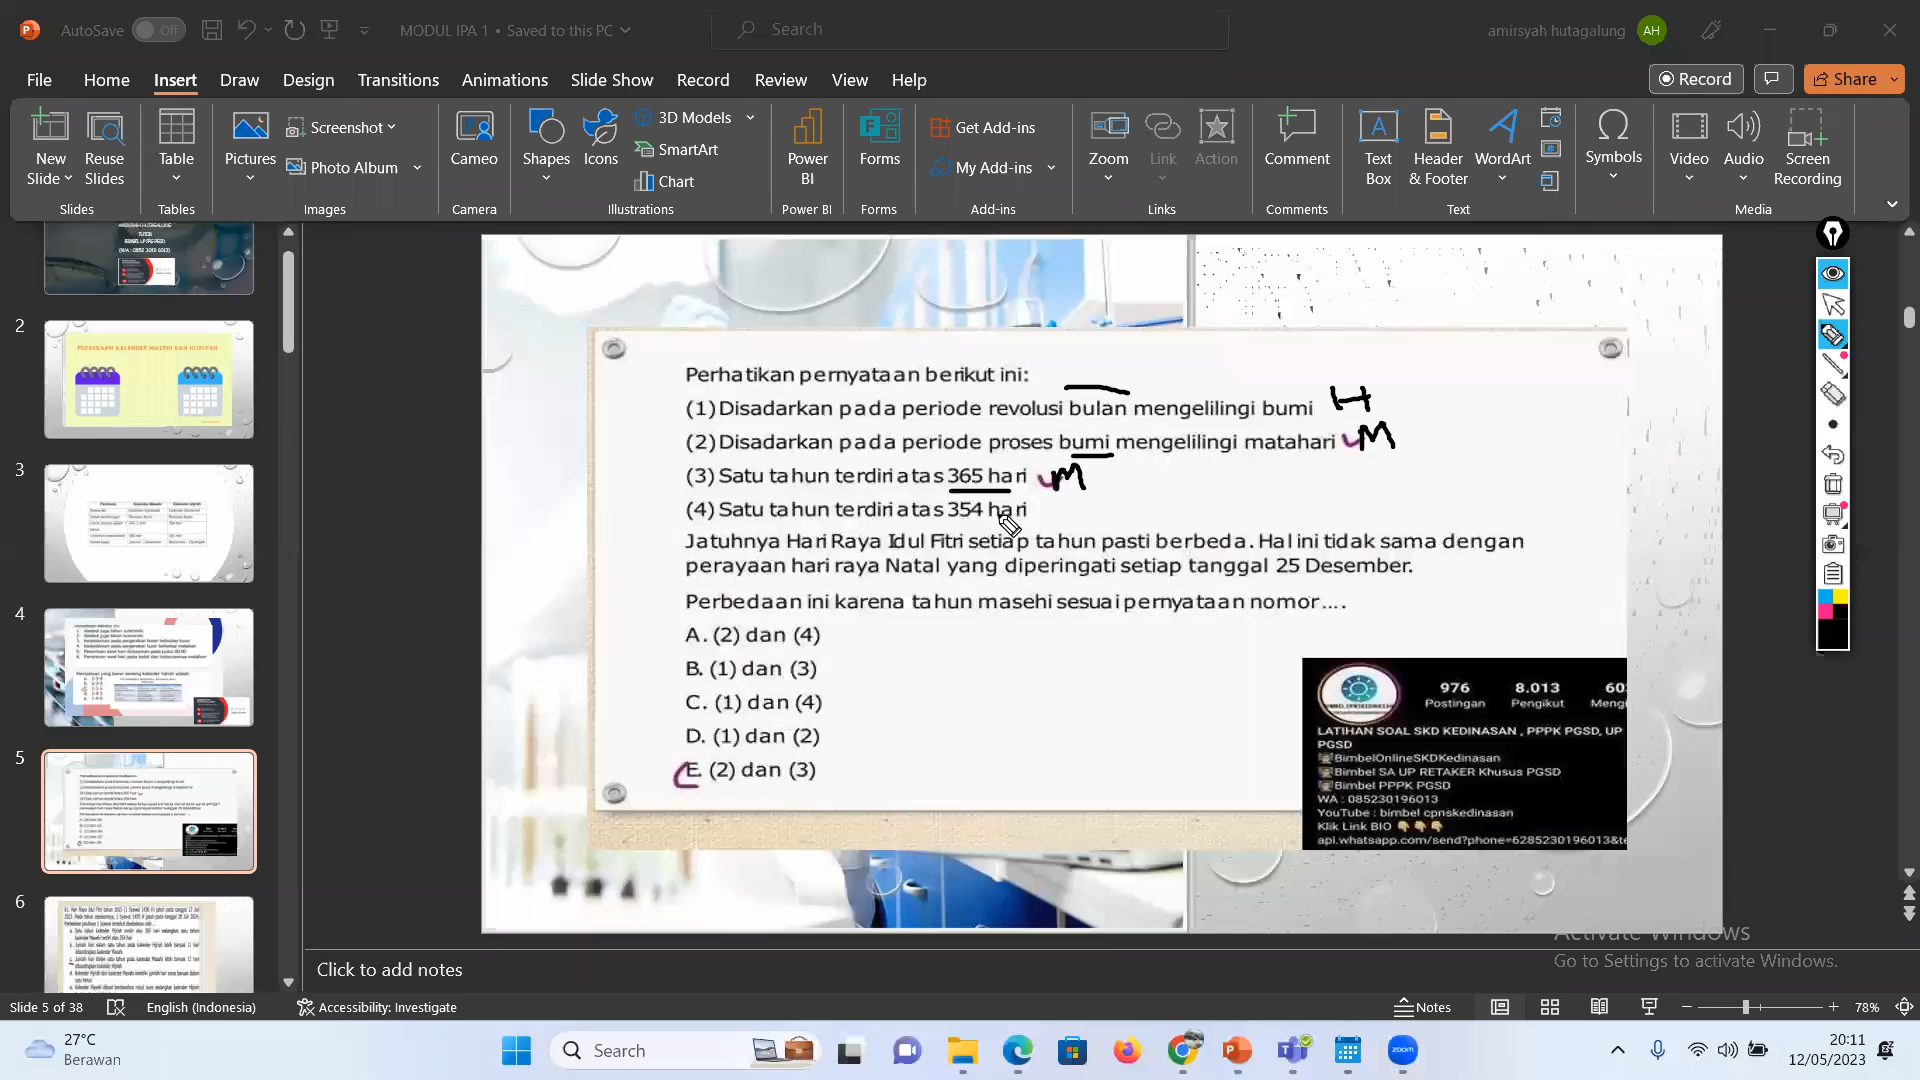 AutoSave Off MODUL IPA 1 • Saved to this PC Search amirsyah hutagalung AH
File Home Insert Draw Design Transitions Animations Slide Show Record Review View Help Record Share
New Slide Reuse Slides Table Pictures Screenshot Photo Album Cameo Shapes Icons 3D Models SmartArt Chart Power BI Forms Get Add-ins My Add-ins Zoom Link Action Comment Text Box Header & Footer WordArt Symbols Video Audio Screen Recording
Slides Tables Images Camera Illustrations Power BI Forms Add-ins Links Comments Text Media
2
PERBEDAAN KALENDER MASEHI DAN HIJRIYAH
3
4
5
6
Perhatikan pernyataan berikut ini:
(1) Disadarkan pada periode revolusi bulan mengelilingi bumi H
(2) Disadarkan pada periode proses bumi mengelilingi matahari M
(3) Satu tahun terdiri atas 365 hari M
(4) Satu tahun terdiri atas 354 hari
Jatuhnya Hari Raya Idul Fitri setiap tahun pasti berbeda. Hal ini tidak sama dengan
perayaan hari raya Natal yang diperingati setiap tanggal 25 Desember.
Perbedaan ini karena tahun masehi sesuai pernyataan nomor....
A. (2) dan (4)
B. (1) dan (3)
C. (1) dan (4)
D. (1) dan (2)
E. (2) dan (3)
976 8.013
Postingan Pengikut
LATIHAN SOAL SKD KEDINASAN , PPPK PGSD, UP
PGSD
BimbelOnlineSKDKedinasan
Bimbel SA UP RETAKER Khusus PGSD
Bimbel PPPK PGSD
WA : 085230196013
YouTube : bimbel cpnskedinasan
Klik Link BIO
api.whatsapp.com/send?phone=6285230196013&te
Activate Windows
Go to Settings to activate Windows.
Click to add notes
Slide 5 of 38 English (Indonesia) Accessibility: Investigate Notes 78%
27°C
Berawan
Search
zoom
20:11
12/05/2023